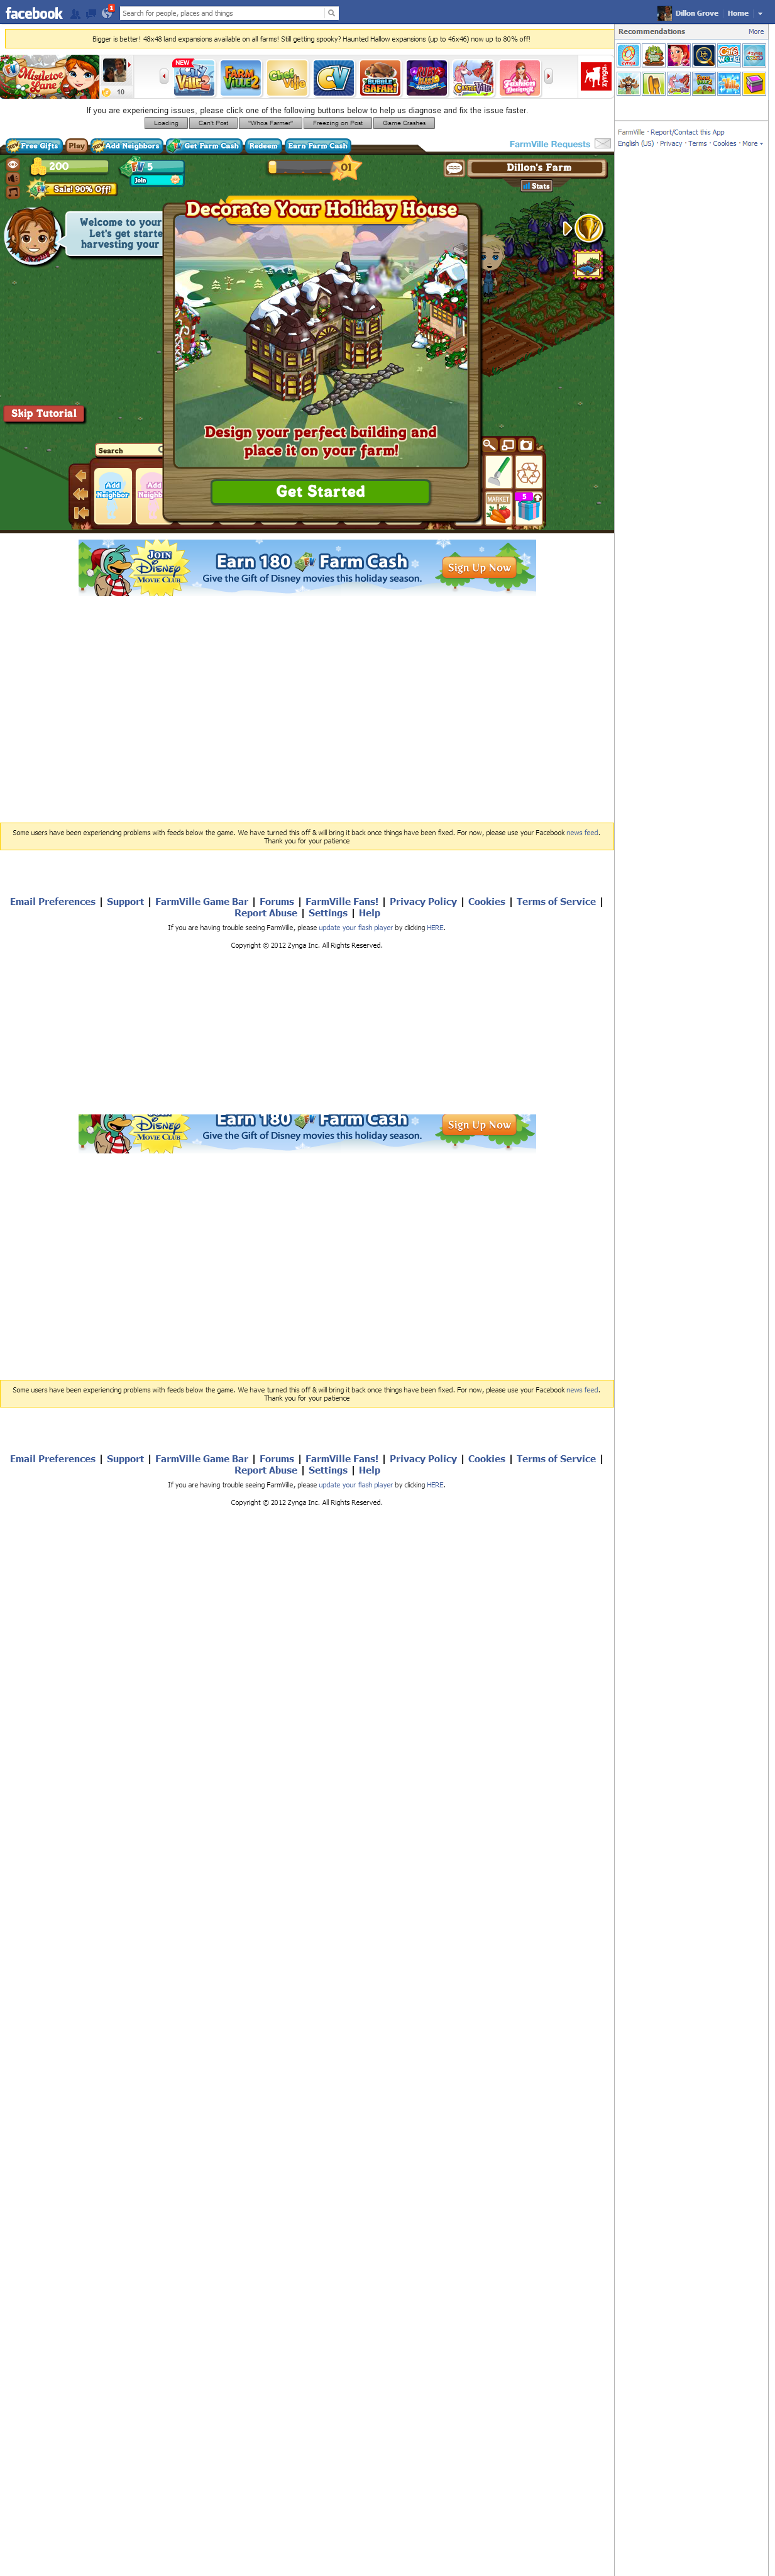 facebook
1
Search for people, places and things
Dillon Grove
Home
Bigger is better! 48x48 land expansions available on all farms! Still getting spooky? Haunted Hallow expansions (up to 46x46) now up to 80% off!
Recommendations
More
Mistletoe Lane
10
NEW
FARM VILLE 2
ChefVille
CV
BUBBLE SAFARI
CASTLEVILLE
zynga
If you are experiencing issues, please click one of the following buttons below to help us diagnose and fix the issue faster.
Loading
Can't Post
"Whoa Farmer"
Freezing on Post
Game Crashes
FarmVille · Report/Contact this App
English (US) · Privacy · Terms · Cookies · More
Free Gifts
Play
Add Neighbors
Get Farm Cash
Redeem
Earn Farm Cash
FarmVille Requests
200
FV 5
Join
01
Dillon's Farm
Stats
Sale! 90% Off!
Welcome to your
Let's get starte
harvesting your
Decorate Your Holiday House
Design your perfect building and
place it on your farm!
Get Started
Skip Tutorial
Search
Add
Neighbor
Add
Neighb
MARKET
5
JOIN
Disney
MOVIE CLUB
Earn 180 Farm Cash
Give the Gift of Disney movies this holiday season.
Sign Up Now
Some users have been experiencing problems with feeds below the game. We have turned this off & will bring it back once things have been fixed. For now, please use your Facebook news feed.
Thank you for your patience
Email Preferences | Support | FarmVille Game Bar | Forums | FarmVille Fans! | Privacy Policy | Cookies | Terms of Service |
Report Abuse | Settings | Help
If you are having trouble seeing FarmVille, please update your flash player by clicking HERE.
Copyright © 2012 Zynga Inc. All Rights Reserved.
Disney
MOVIE CLUB
Earn 180 Farm Cash
Give the Gift of Disney movies this holiday season.
Sign Up Now
Some users have been experiencing problems with feeds below the game. We have turned this off & will bring it back once things have been fixed. For now, please use your Facebook news feed.
Thank you for your patience
Email Preferences | Support | FarmVille Game Bar | Forums | FarmVille Fans! | Privacy Policy | Cookies | Terms of Service |
Report Abuse | Settings | Help
If you are having trouble seeing FarmVille, please update your flash player by clicking HERE.
Copyright © 2012 Zynga Inc. All Rights Reserved.